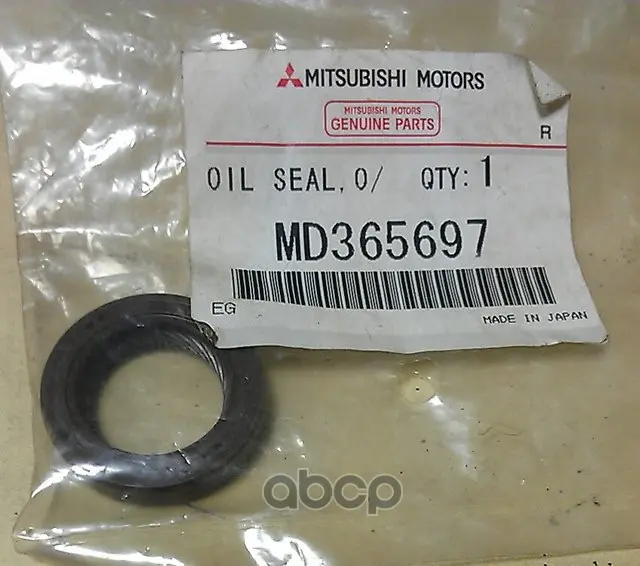 MITSUBISHI MOTORS
MITSUBISHI MOTORS
GENUINE PARTS
R
OIL SEAL,O/ QTY: 1
MD365697
EG
MADE IN JAPAN
abcp